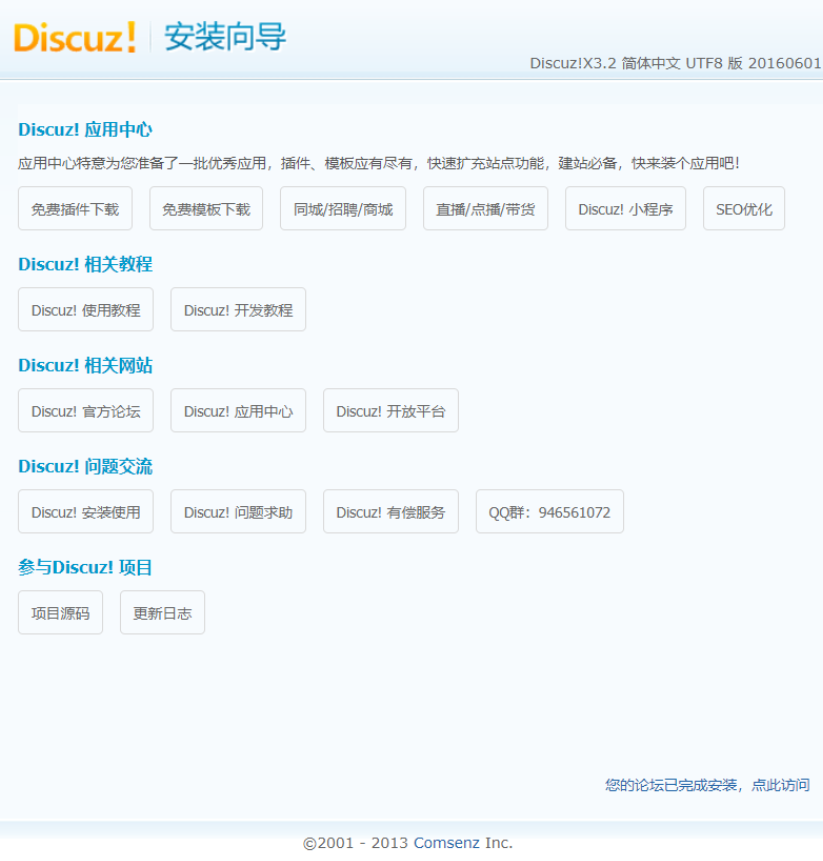 Discuz! 安装向导
Discuz!X3.2 简体中文 UTF8 版 20160601
Discuz! 应用中心
应用中心特意为您准备了一批优秀应用，插件、模板应有尽有，快速扩充站点功能，建站必备，快来装个应用吧！
免费插件下载 免费模板下载 同城/招聘/商城 直播/点播/带货 Discuz! 小程序 SEO优化
Discuz! 相关教程
Discuz! 使用教程 Discuz! 开发教程
Discuz! 相关网站
Discuz! 官方论坛 Discuz! 应用中心 Discuz! 开放平台
Discuz! 问题交流
Discuz! 安装使用 Discuz! 问题求助 Discuz! 有偿服务 QQ群：946561072
参与Discuz! 项目
项目源码 更新日志
您的论坛已完成安装，点此访问
©2001 - 2013 Comsenz Inc.